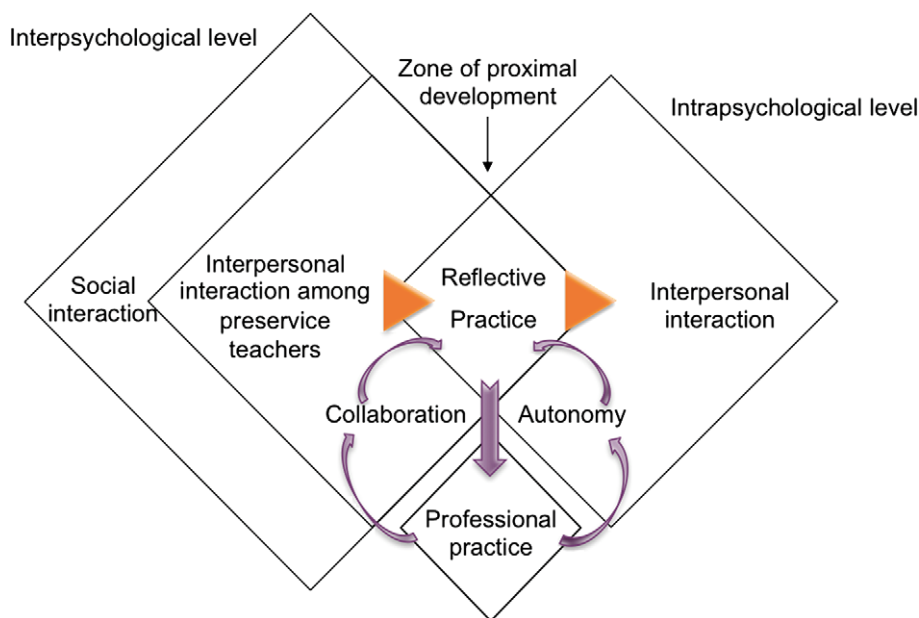 Interpsychological level
Zone of proximal
development
Intrapsychological level
Social
interaction
Interpersonal
interaction among
preservice
teachers
Reflective
Practice
Interpersonal
interaction
Collaboration
Autonomy
Professional
practice